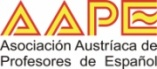 AAPE
Asociación Austríaca de
Profesores de Español